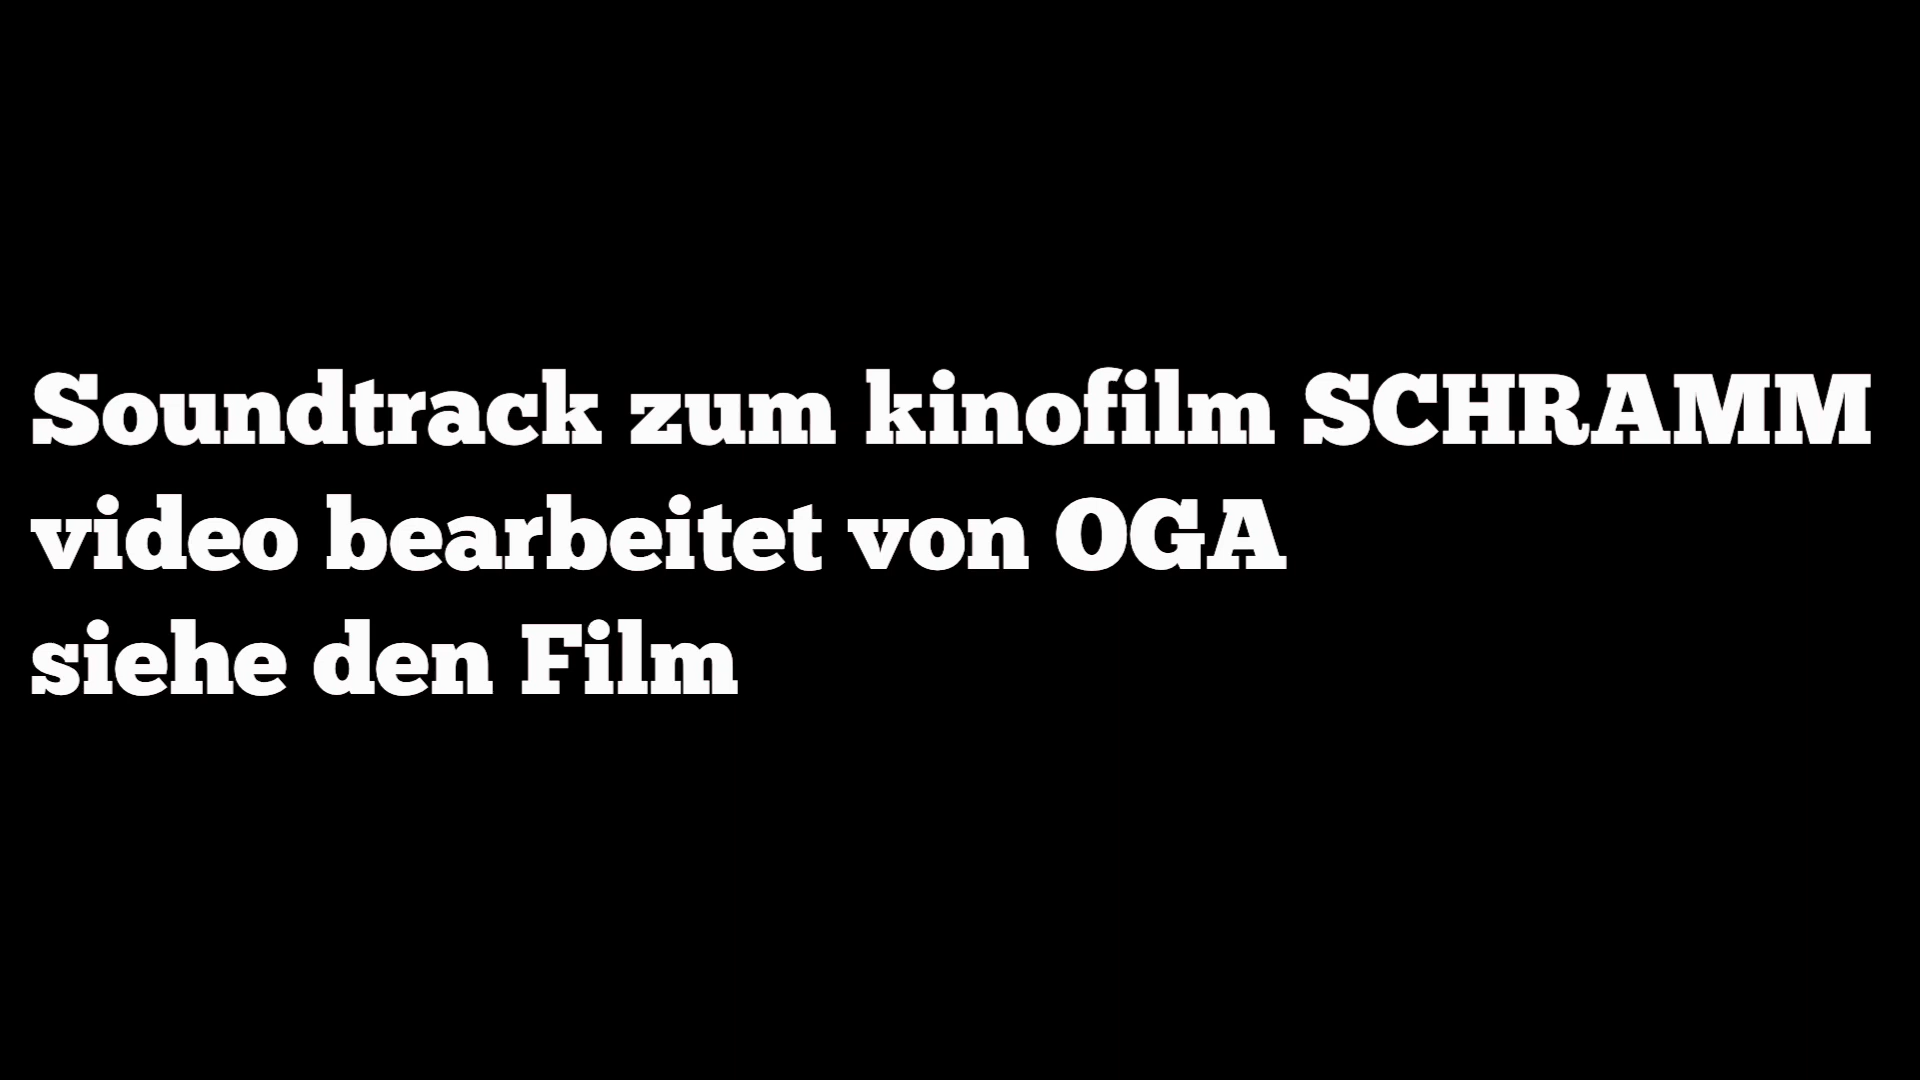 Soundtrack zum kinofilm SCHRAMM
video bearbeitet von OGA
siehe den Film